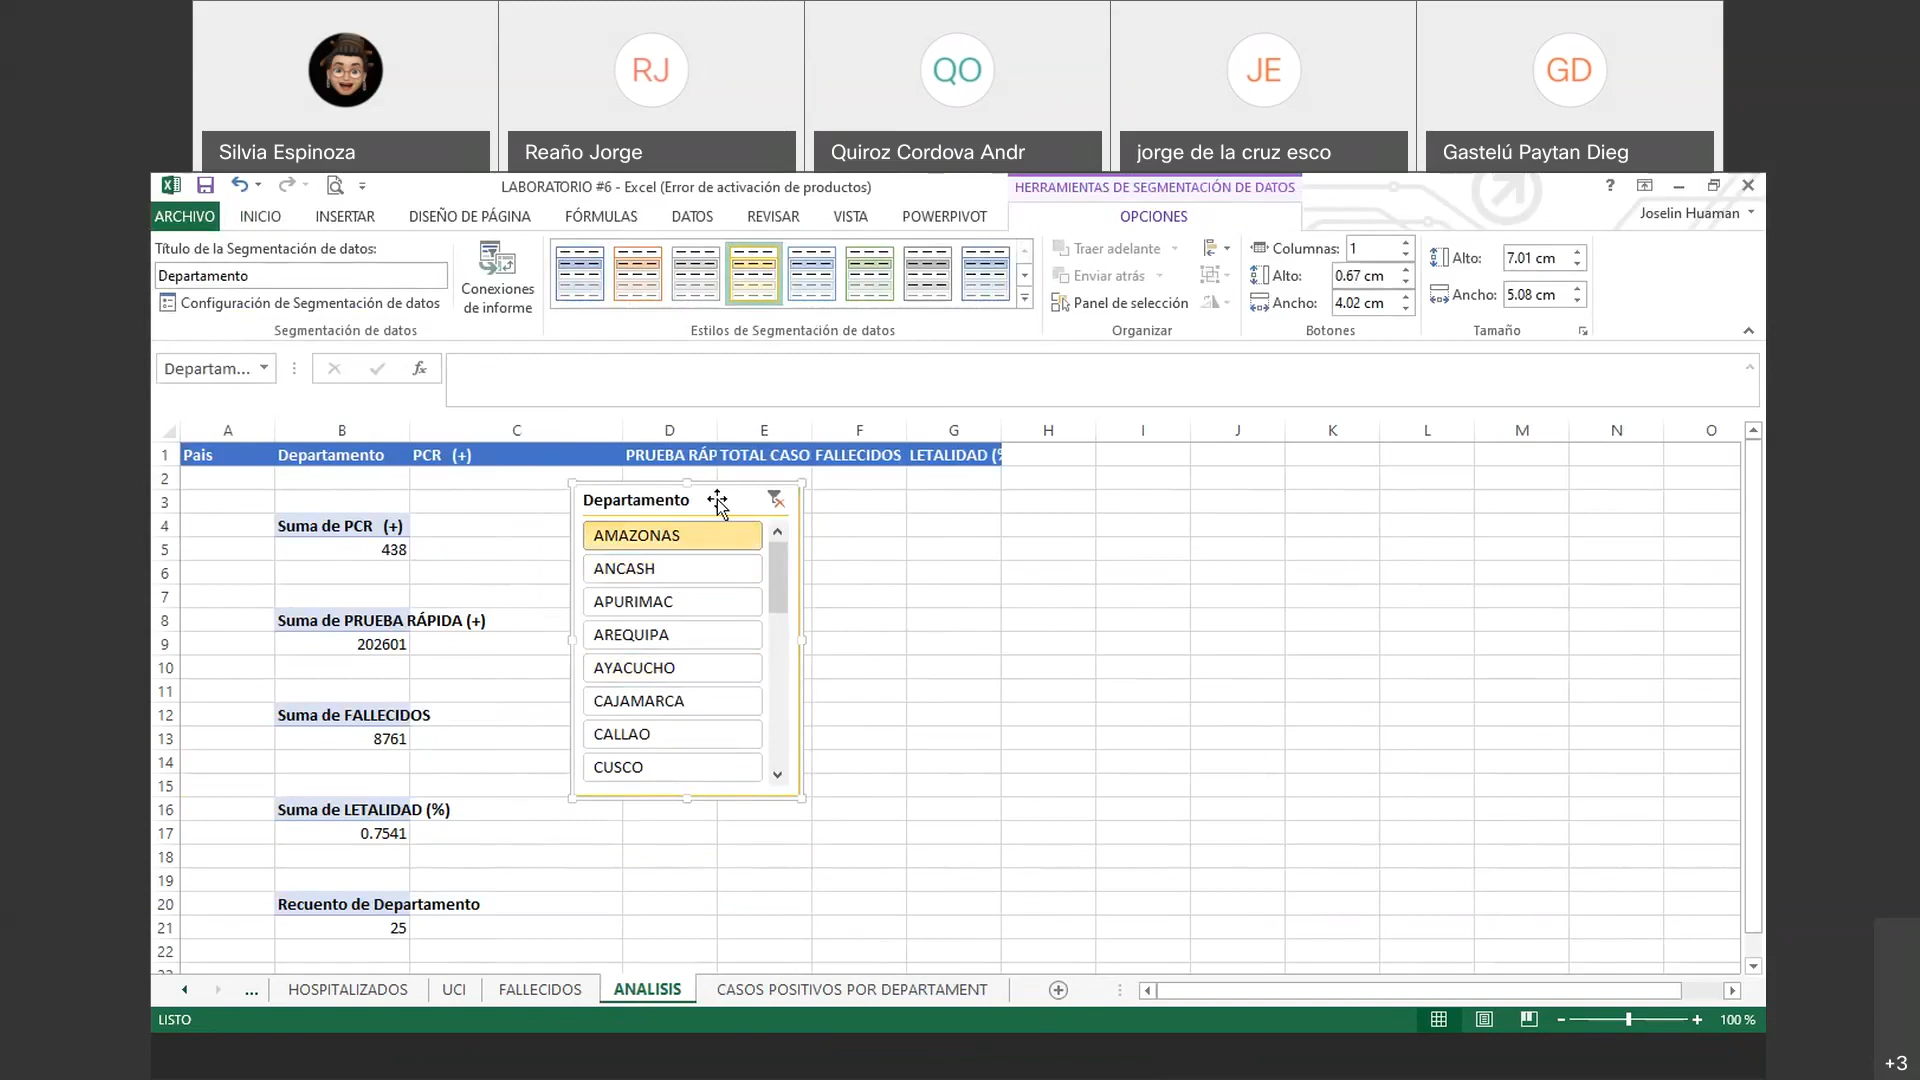 RJ
QO
JE
GD
Silvia Espinoza
Reaño Jorge
Quiroz Cordova Andr
jorge de la cruz esco
Gastelú Paytan Dieg
LABORATORIO #6 - Excel (Error de activación de productos)
HERRAMIENTAS DE SEGMENTACIÓN DE DATOS
?
ARCHIVO
INICIO
INSERTAR
DISEÑO DE PÁGINA
FÓRMULAS
DATOS
REVISAR
VISTA
POWERPIVOT
OPCIONES
Joselin Huaman
Título de la Segmentación de datos:
Departamento
Configuración de Segmentación de datos
Segmentación de datos
Conexiones
de informe
Estilos de Segmentación de datos
Traer adelante
Enviar atrás
Panel de selección
Organizar
Columnas: 1
Alto: 0.67 cm
Ancho: 4.02 cm
Botones
Alto: 7.01 cm
Ancho: 5.08 cm
Tamaño
Departam...
fx
A B C D E F G H I J K L M N O
1 Pais Departamento PCR (+) PRUEBA RÁP TOTAL CASO FALLECIDOS LETALIDAD (%
2
3
4 Suma de PCR (+)
5 438
6
7
8 Suma de PRUEBA RÁPIDA (+)
9 202601
10
11
12 Suma de FALLECIDOS
13 8761
14
15
16 Suma de LETALIDAD (%)
17 0.7541
18
19
20 Recuento de Departamento
21 25
22
Departamento
AMAZONAS
ANCASH
APURIMAC
AREQUIPA
AYACUCHO
CAJAMARCA
CALLAO
CUSCO
... HOSPITALIZADOS UCI FALLECIDOS ANALISIS CASOS POSITIVOS POR DEPARTAMENT
LISTO
100 %
+3